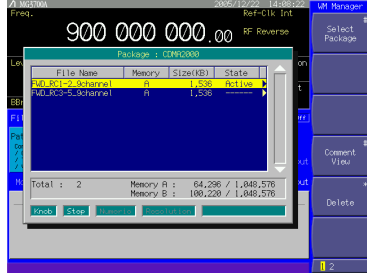 MG3700A 2005/12/22 14:08:22 WM Manager
Freq. Ref-Clk Int
900 000 000.00 RF Reverse
Select
Package
Package : CDMA2000
File Name Memory Size(KB) State
FWD_RC1-2_9channel A 1,536 Active
FWD_RC3-5_9channel A 1,536 ------
Comment
View
Total : 2 Memory A : 64,296 / 1,048,576
Memory B : 100,220 / 1,048,576
Delete
Knob Stop Numeric Resolution
1 2